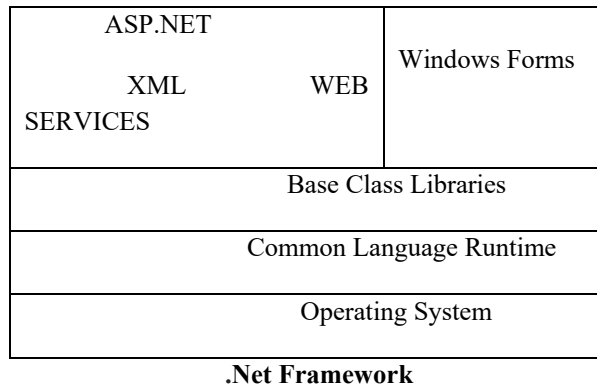 ASP.NET
XML WEB
SERVICES
Windows Forms
Base Class Libraries
Common Language Runtime
Operating System
.Net Framework